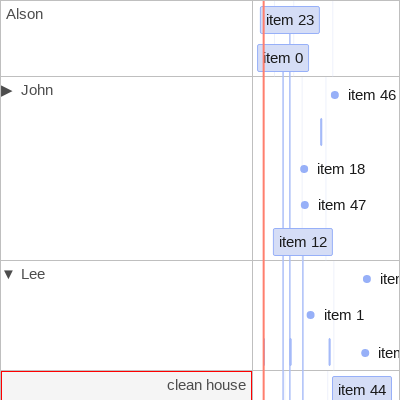 Alson
item 23
item 0
▶ John
item 46
item 18
item 47
item 12
▼ Lee
item 1
clean house
item 44